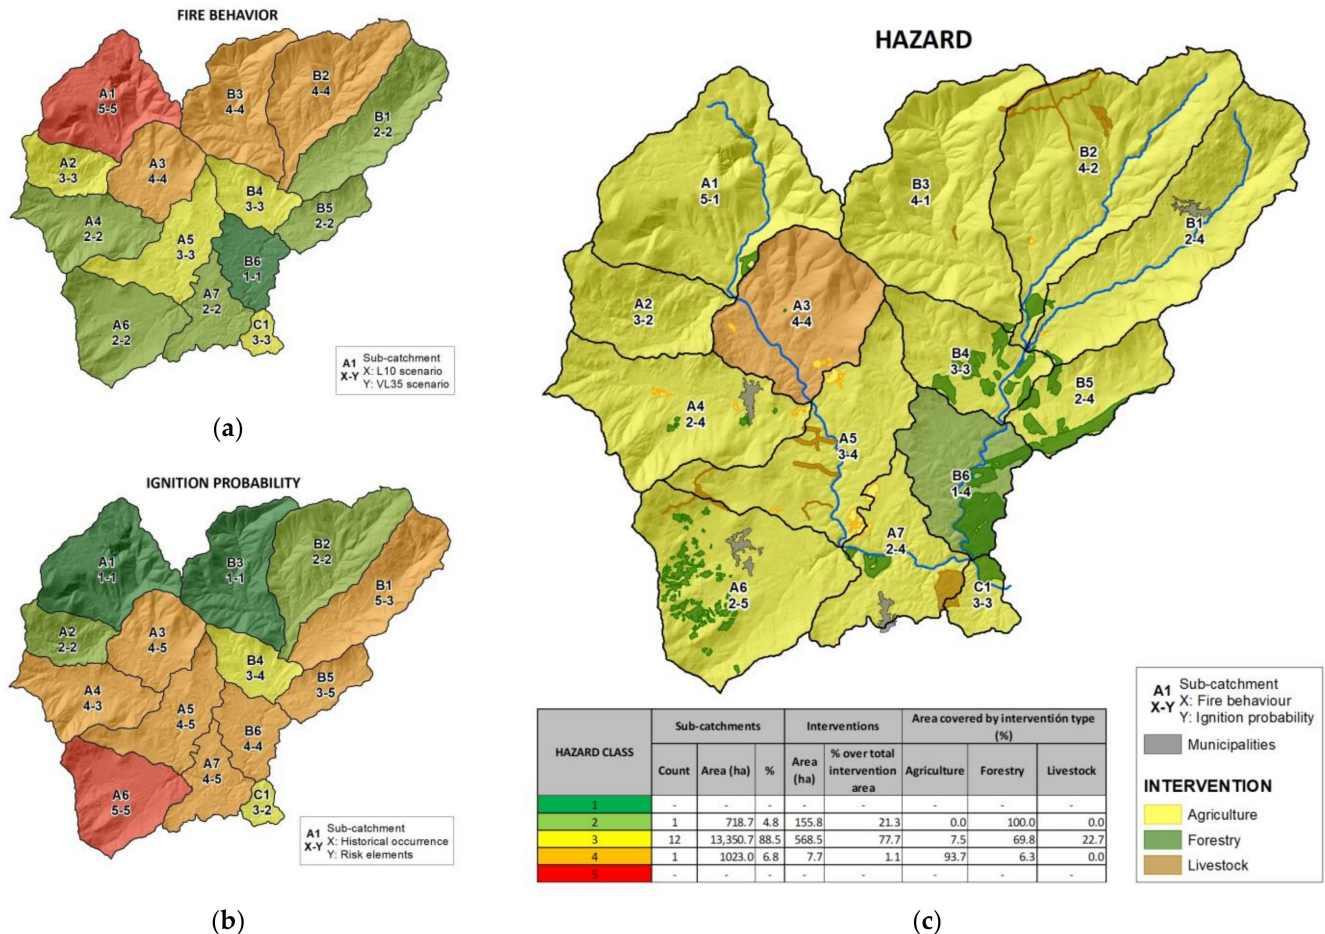 FIRE BEHAVIOR
A1
5-5
B3
4-4
B2
4-4
B1
2-2
A2
3-3
A3
4-4
B4
3-3
B5
2-2
A4
2-2
A5
3-3
B6
1-1
A7
2-2
A6
2-2
C1
3-3
A1 Sub-catchment
X-Y X: L10 scenario
Y: VL35 scenario
(a)
IGNITION PROBABILITY
A1
1-1
B3
1-1
B2
2-2
B1
5-3
A2
2-2
A3
4-5
B4
3-4
B5
3-5
A4
4-3
A5
4-5
B6
4-4
A7
4-5
A6
5-5
C1
3-2
A1 Sub-catchment
X-Y X: Historical occurrence
Y: Risk elements
(b)
HAZARD
A1
5-1
B3
4-1
B2
4-2
B1
2-4
A2
3-2
A3
4-4
B4
3-3
B5
2-4
A4
2-4
A5
3-4
B6
1-4
A7
2-4
A6
2-5
C1
3-3
A1 Sub-catchment
X-Y X: Fire behaviour
Y: Ignition probability
Municipalities
INTERVENTION
Agriculture
Forestry
Livestock
HAZARD CLASS Sub-catchments Interventions Area covered by interventión type (%)
Count Area (ha) % Area (ha) % over total intervention area Agriculture Forestry Livestock
1 - - - - - - - -
2 1 718.7 4.8 155.8 21.3 0.0 100.0 0.0
3 12 13,350.7 88.5 568.5 77.7 7.5 69.8 22.7
4 1 1023.0 6.8 7.7 1.1 93.7 6.3 0.0
5 - - - - - - - -
(c)